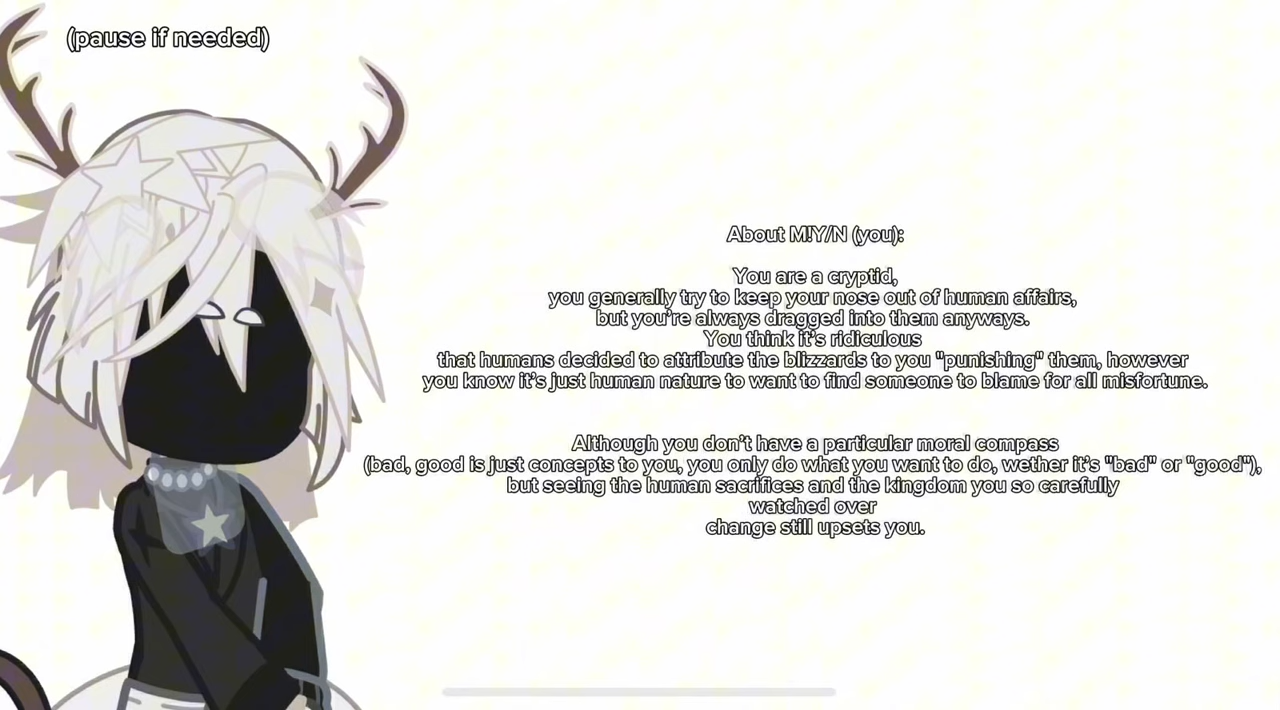 (pause if needed)
About M!Y/N (you):
You are a cryptid,
you generally try to keep your nose out of human affairs,
but you're always dragged into them anyways.
You think it's ridiculous
that humans decided to attribute the blizzards to you "punishing" them, however
you know it's just human nature to want to find someone to blame for all misfortune.
Although you don't have a particular moral compass
(bad, good is just concepts to you, you only do what you want to do, wether it's "bad" or "good"),
but seeing the human sacrifices and the kingdom you so carefully
watched over
change still upsets you.